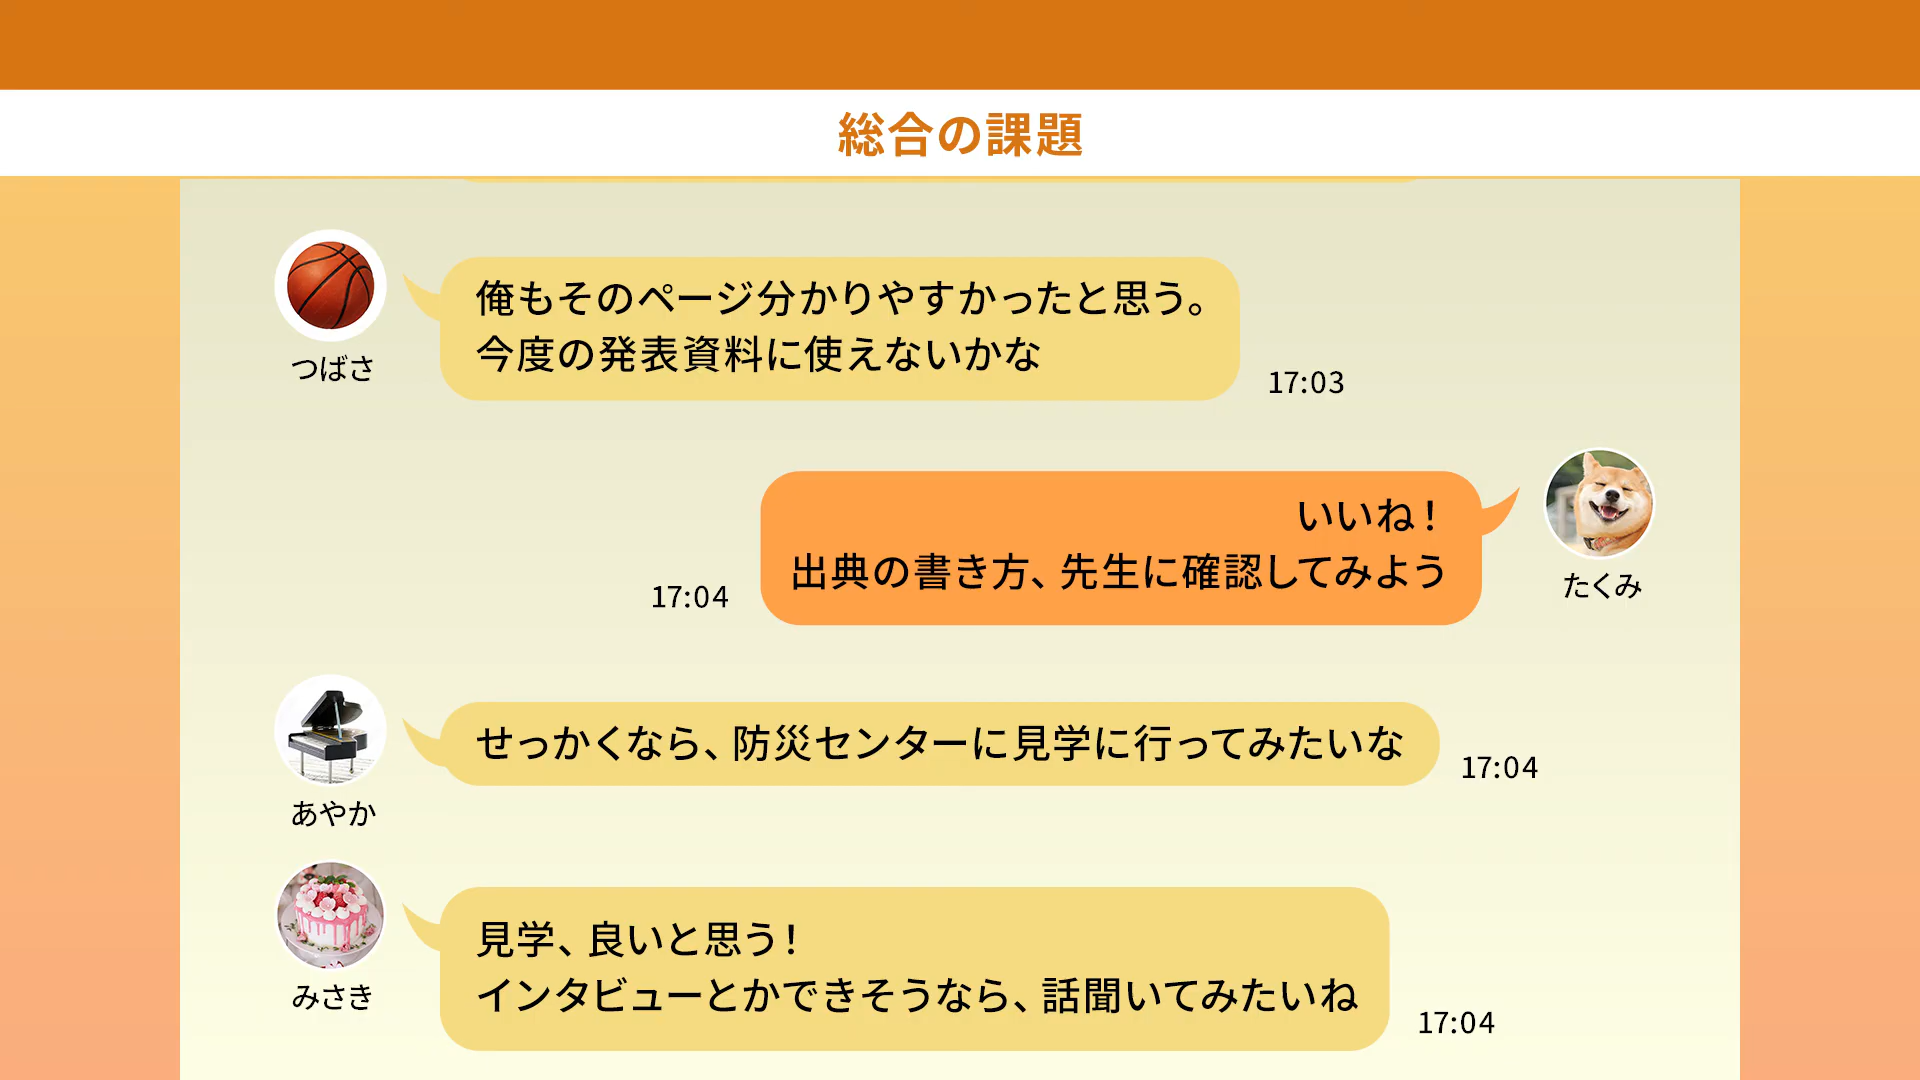 総合の課題
俺もそのページ分かりやすかったと思う。
今度の発表資料に使えないかな
つばさ
17:03
いいね！
出典の書き方、先生に確認してみよう
17:04
たくみ
せっかくなら、防災センターに見学に行ってみたいな
17:04
あやか
見学、良いと思う！
インタビューとかできそうなら、話聞いてみたいね
みさき
17:04